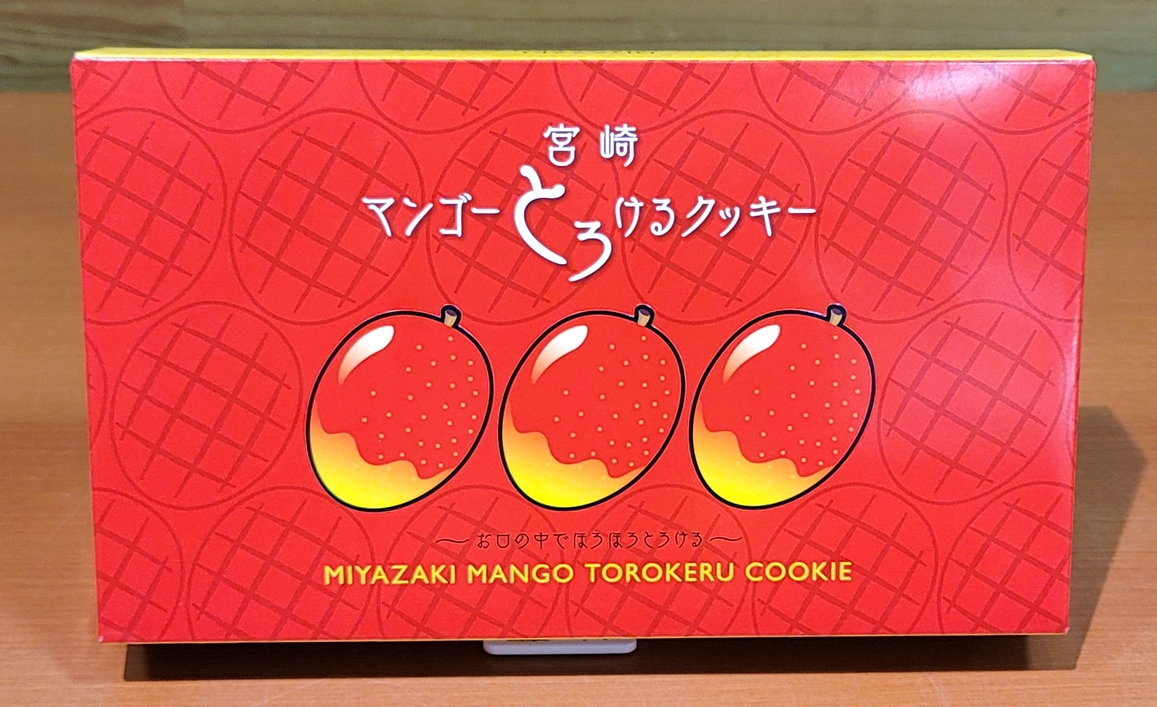 宮崎
マンゴーとろけるクッキー
～お口の中でほろほろとろける～
MIYAZAKI MANGO TOROKERU COOKIE